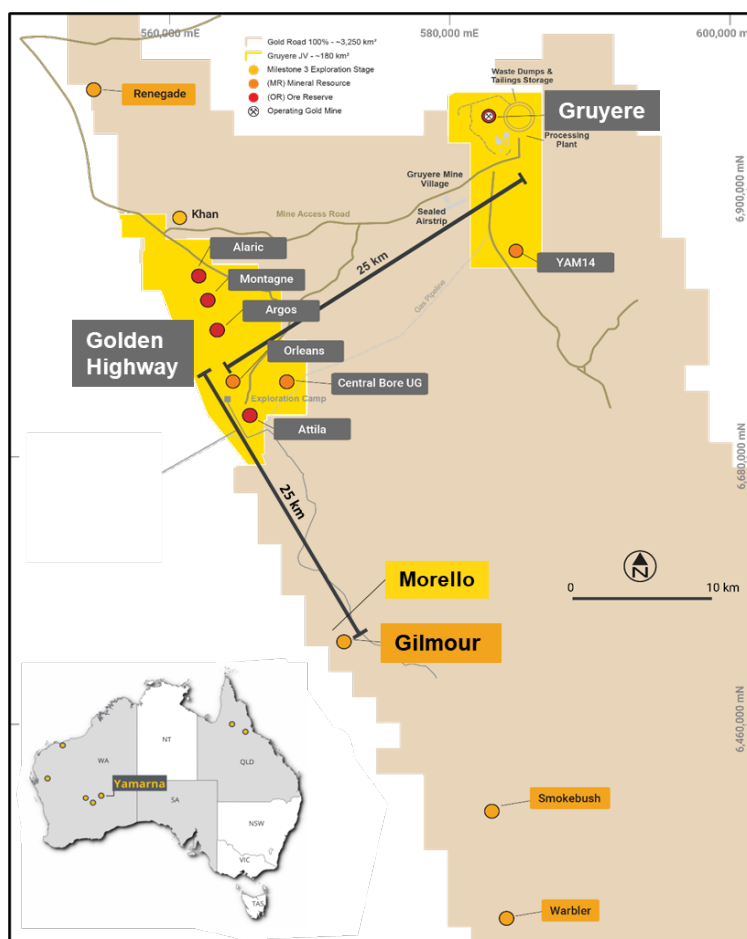 560,000 mE
580,000 mE
600,000 mE
Gold Road 100% - ~3,250 km²
Gruyere JV - ~180 km²
Milestone 3 Exploration Stage
(MR) Mineral Resource
(OR) Ore Reserve
Operating Gold Mine
Renegade
Waste Dumps &
Tailings Storage
Gruyere
Processing
Plant
Gruyere Mine
Village
6,900,000 mN
Khan
Mine Access Road
Sealed
Airstrip
Alaric
25 km
YAM14
Montagne
Gas Pipeline
Argos
Golden
Highway
Orleans
Central Bore UG
Exploration Camp
Attila
6,680,000 mN
25 km
N
Morello
0
10 km
Gilmour
6,460,000 mN
NT
WA
QLD
Yamarna
SA
NSW
VIC
TAS
Smokebush
Warbler